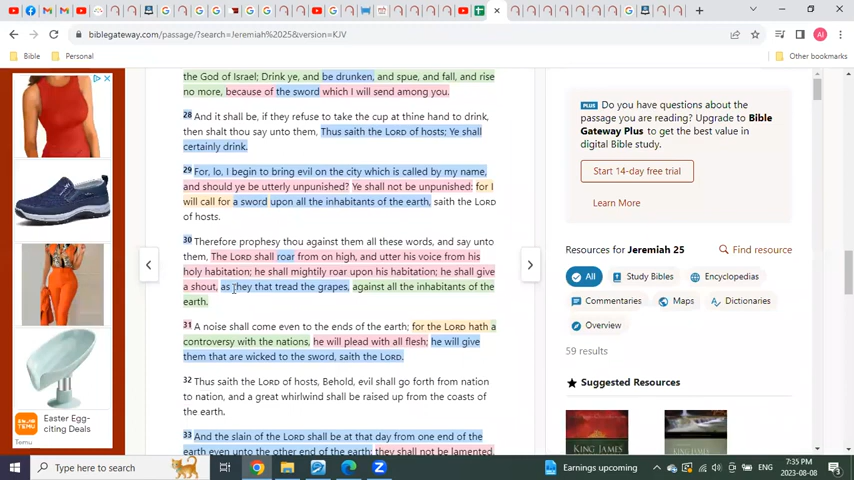 biblegateway.com/passage/?search=Jeremiah%2025&version=KJV
Bible
Personal
Other bookmarks
the God of Israel; Drink ye, and be drunken, and spue, and fall, and rise
no more, because of the sword which I will send among you.
28 And it shall be, if they refuse to take the cup at thine hand to drink,
then shalt thou say unto them, Thus saith the LORD of hosts; Ye shall
certainly drink.
29 For, lo, I begin to bring evil on the city which is called by my name,
and should ye be utterly unpunished? Ye shall not be unpunished: for I
will call for a sword upon all the inhabitants of the earth, saith the LORD
of hosts.
30 Therefore prophesy thou against them all these words, and say unto
them, The LORD shall roar from on high, and utter his voice from his
holy habitation; he shall mightily roar upon his habitation; he shall give
a shout, as they that tread the grapes, against all the inhabitants of the
earth.
31 A noise shall come even to the ends of the earth; for the LORD hath a
controversy with the nations, he will plead with all flesh; he will give
them that are wicked to the sword, saith the LORD.
32 Thus saith the LORD of hosts, Behold, evil shall go forth from nation
to nation, and a great whirlwind shall be raised up from the coasts of
the earth.
33 And the slain of the LORD shall be at that day from one end of the
earth even unto the other end of the earth: they shall not be lamented,
PLUS Do you have questions about the
passage you are reading? Upgrade to Bible
Gateway Plus to get the best value in
digital Bible study.
Start 14-day free trial
Learn More
Resources for Jeremiah 25
Find resource
All
Study Bibles
Encyclopedias
Commentaries
Maps
Dictionaries
Overview
59 results
Suggested Resources
KING JAMES
Easter Egg-
citing Deals
Temu
Type here to search
Earnings upcoming
ENG
7:35 PM
2023-08-08